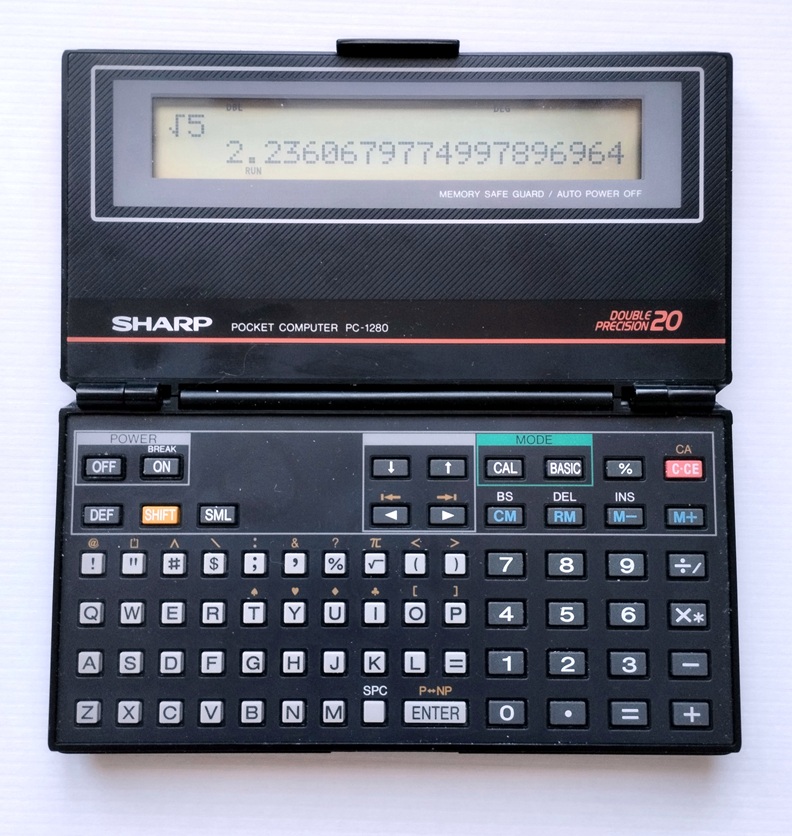 DBL DEG
√5
2.2360679774997896964
RUN
MEMORY SAFE GUARD / AUTO POWER OFF
SHARP POCKET COMPUTER PC-1280 DOUBLE PRECISION 20
POWER MODE
BREAK CA
OFF ON ↓ ↑ CAL BASIC % C·CE
BS DEL INS
DEF SHIFT SML ◀ ▶ CM RM M− M+
@ ∧ \ : & ? π < >
! " # $ ; , % √ ( ) 7 8 9 ÷/
♠ ♥ ♦ ♣ [ ]
Q W E R T Y U I O P 4 5 6 ×*
A S D F G H J K L = 1 2 3 −
SPC P↔NP
Z X C V B N M ENTER 0 • = +